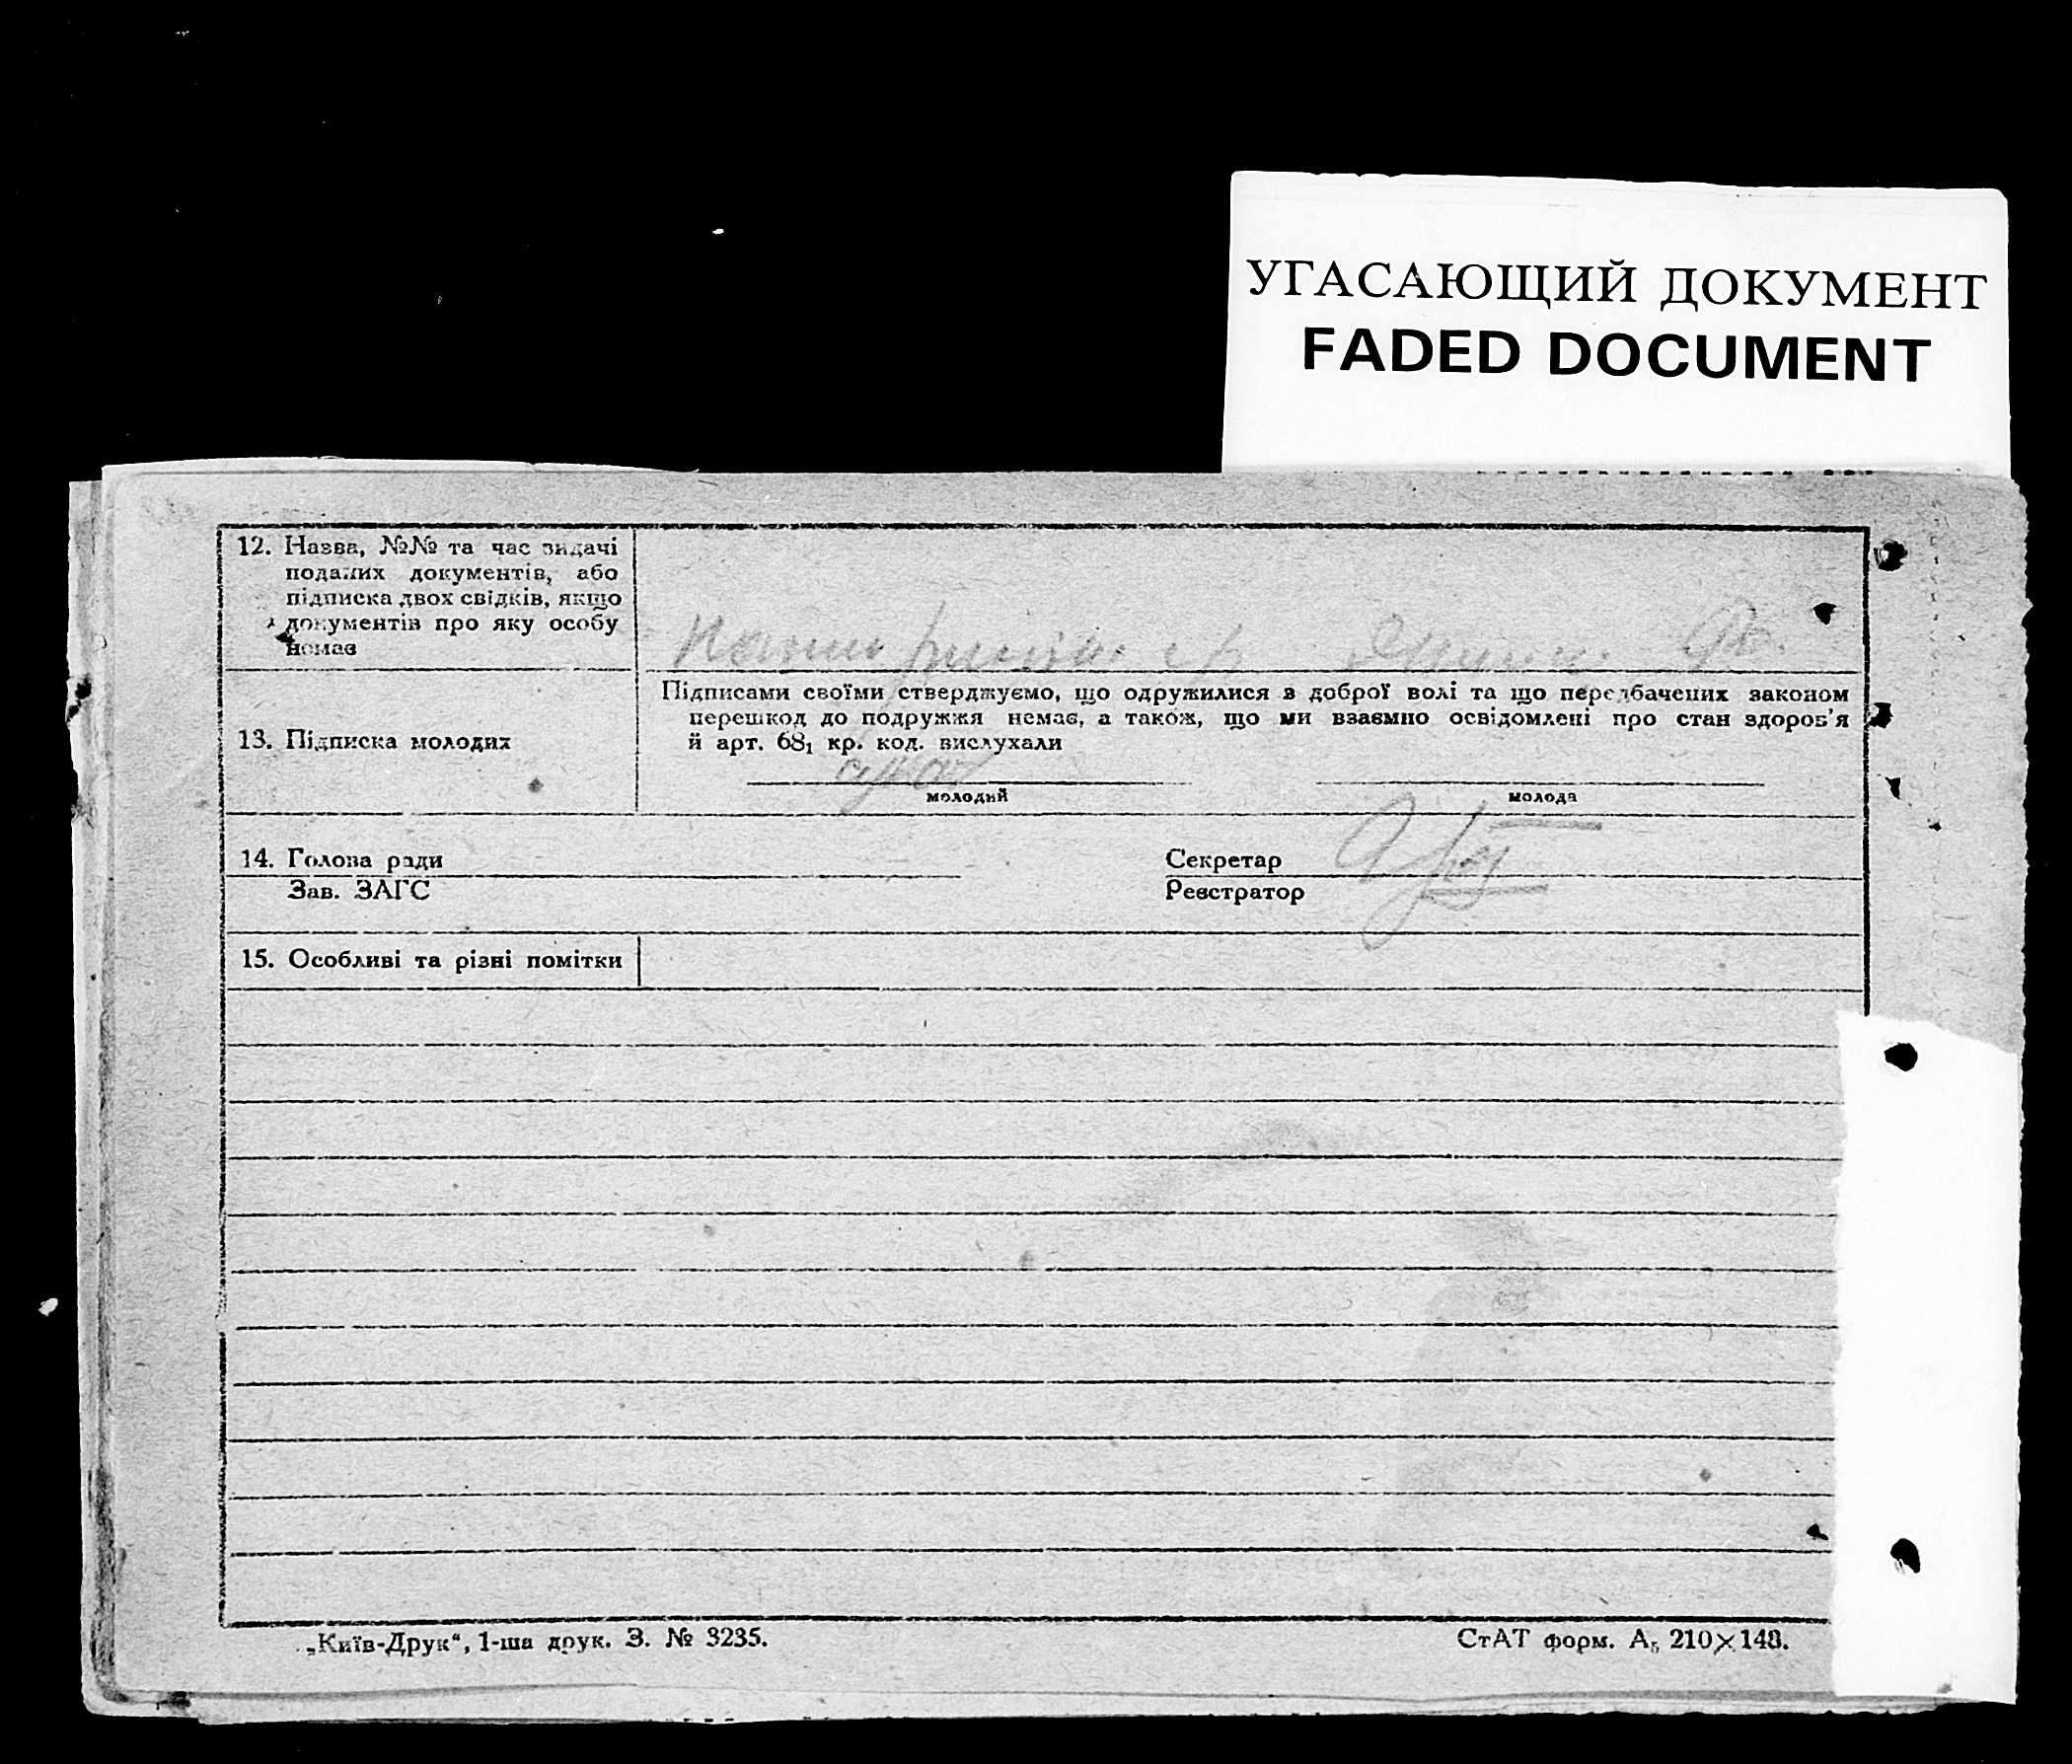 УГАСАЮЩИЙ ДОКУМЕНТ
FADED DOCUMENT
12. Назва, №№ та час видачі
поданих документів, або
підписка двох свідків, якщо
документів про яку особу
немає
13. Підписка молодих
Підписами своїми стверджуємо, що одружилися з доброї волі та що передбачених законом
перешкод до подружжя немає, а також, що ми взаємно освідомлені про стан здоров'я
й арт. 68₁ кр. код. вислухали
молодий
молода
14. Голова ради
Зав. ЗАГС
Секретар
Реєстратор
15. Особливі та різні помітки
„Київ-Друк“, 1-ша друк. З. № 3235.
СтАТ форм. А₅ 210×148.